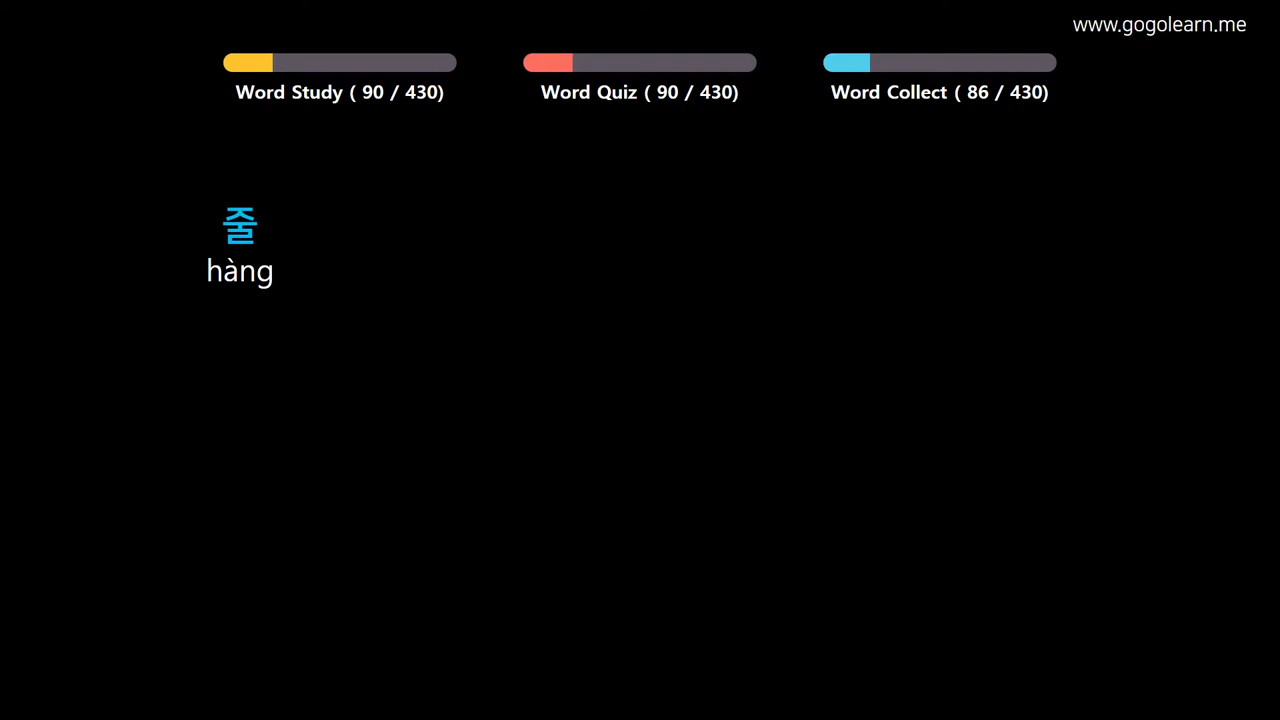 www.gogolearn.me
Word Study ( 90 / 430)
Word Quiz ( 90 / 430)
Word Collect ( 86 / 430)
줄
hàng